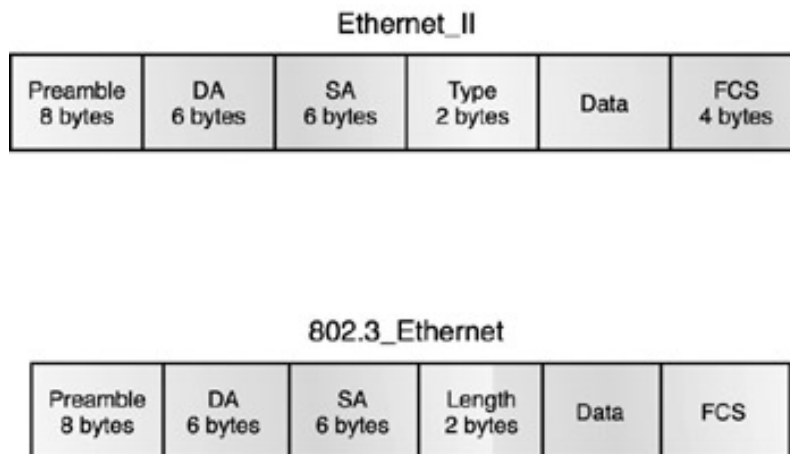 Ethernet_II
Preamble DA SA Type Data FCS
8 bytes 6 bytes 6 bytes 2 bytes 4 bytes
802.3_Ethernet
Preamble DA SA Length Data FCS
8 bytes 6 bytes 6 bytes 2 bytes